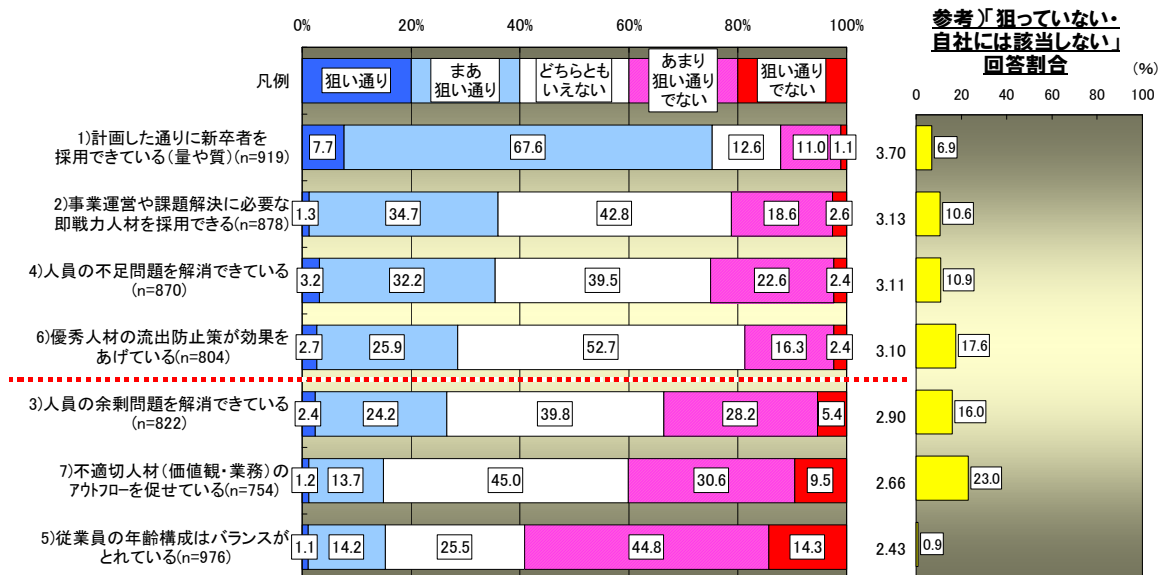 0%
20%
40%
60%
80%
100%
参考)「狙っていない・
自社には該当しない」
回答割合
(%)
凡例
狙い通り
まあ
狙い通り
どちらとも
いえない
あまり
狙い通り
でない
狙い通り
でない
0
20
40
60
80
100
1)計画した通りに新卒者を
採用できている(量や質)(n=919)
7.7
67.6
12.6
11.0
1.1
3.70
6.9
2)事業運営や課題解決に必要な
即戦力人材を採用できる(n=878)
1.3
34.7
42.8
18.6
2.6
3.13
10.6
4)人員の不足問題を解消できている
(n=870)
3.2
32.2
39.5
22.6
2.4
3.11
10.9
6)優秀人材の流出防止策が効果を
あげている(n=804)
2.7
25.9
52.7
16.3
2.4
3.10
17.6
3)人員の余剰問題を解消できている
(n=822)
2.4
24.2
39.8
28.2
5.4
2.90
16.0
7)不適切人材(価値観・業務)の
ｱｳﾄﾌﾛｰを促せている(n=754)
1.2
13.7
45.0
30.6
9.5
2.66
23.0
5)従業員の年齢構成はバランスが
とれている(n=976)
1.1
14.2
25.5
44.8
14.3
2.43
0.9